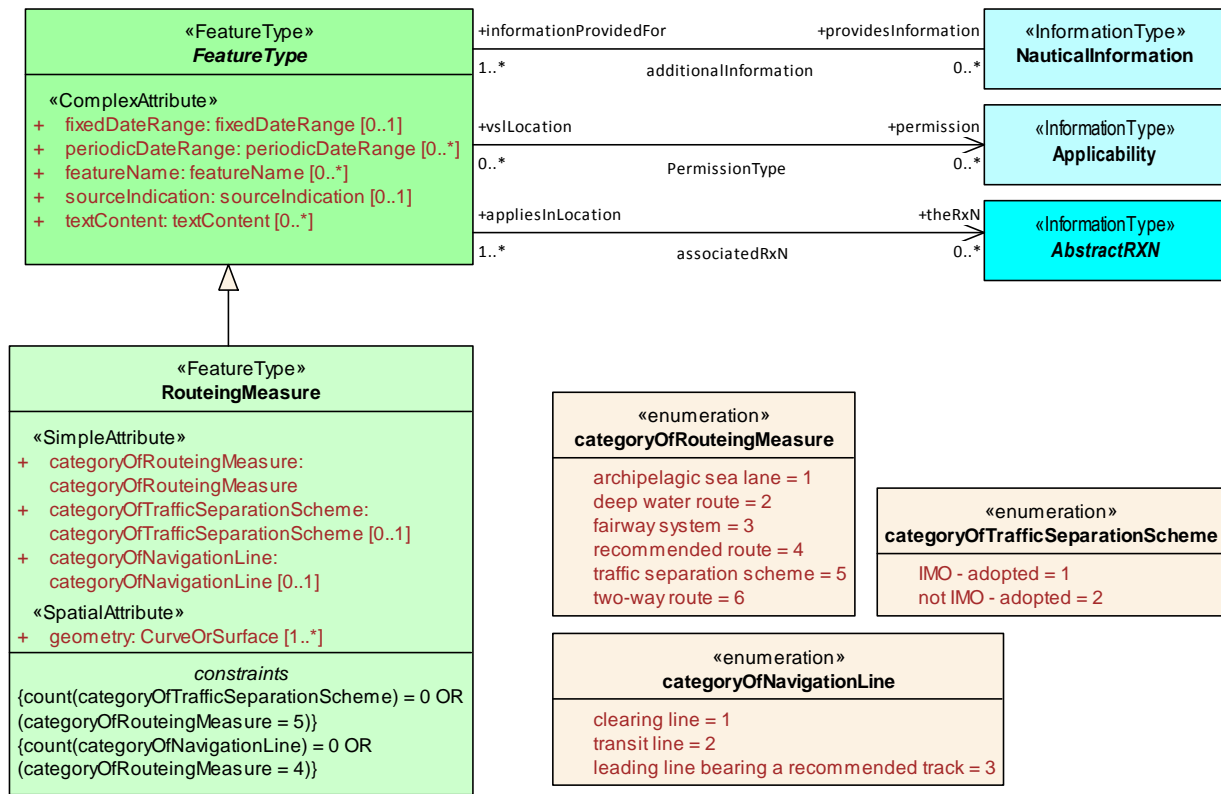 «FeatureType»
FeatureType
«ComplexAttribute»
+ fixedDateRange: fixedDateRange [0..1]
+ periodicDateRange: periodicDateRange [0..*]
+ featureName: featureName [0..*]
+ sourceIndication: sourceIndication [0..1]
+ textContent: textContent [0..*]
+informationProvidedFor +providesInformation
1..* additionalInformation 0..*
«InformationType»
NauticalInformation
+vslLocation +permission
0..* PermissionType 0..*
«InformationType»
Applicability
+appliesInLocation +theRxN
1..* associatedRxN 0..*
«InformationType»
AbstractRXN
«FeatureType»
RouteingMeasure
«SimpleAttribute»
+ categoryOfRouteingMeasure:
categoryOfRouteingMeasure
+ categoryOfTrafficSeparationScheme:
categoryOfTrafficSeparationScheme [0..1]
+ categoryOfNavigationLine:
categoryOfNavigationLine [0..1]
«SpatialAttribute»
+ geometry: CurveOrSurface [1..*]
constraints
{count(categoryOfTrafficSeparationScheme) = 0 OR
(categoryOfRouteingMeasure = 5)}
{count(categoryOfNavigationLine) = 0 OR
(categoryOfRouteingMeasure = 4)}
«enumeration»
categoryOfRouteingMeasure
archipelagic sea lane = 1
deep water route = 2
fairway system = 3
recommended route = 4
traffic separation scheme = 5
two-way route = 6
«enumeration»
categoryOfTrafficSeparationScheme
IMO - adopted = 1
not IMO - adopted = 2
«enumeration»
categoryOfNavigationLine
clearing line = 1
transit line = 2
leading line bearing a recommended track = 3